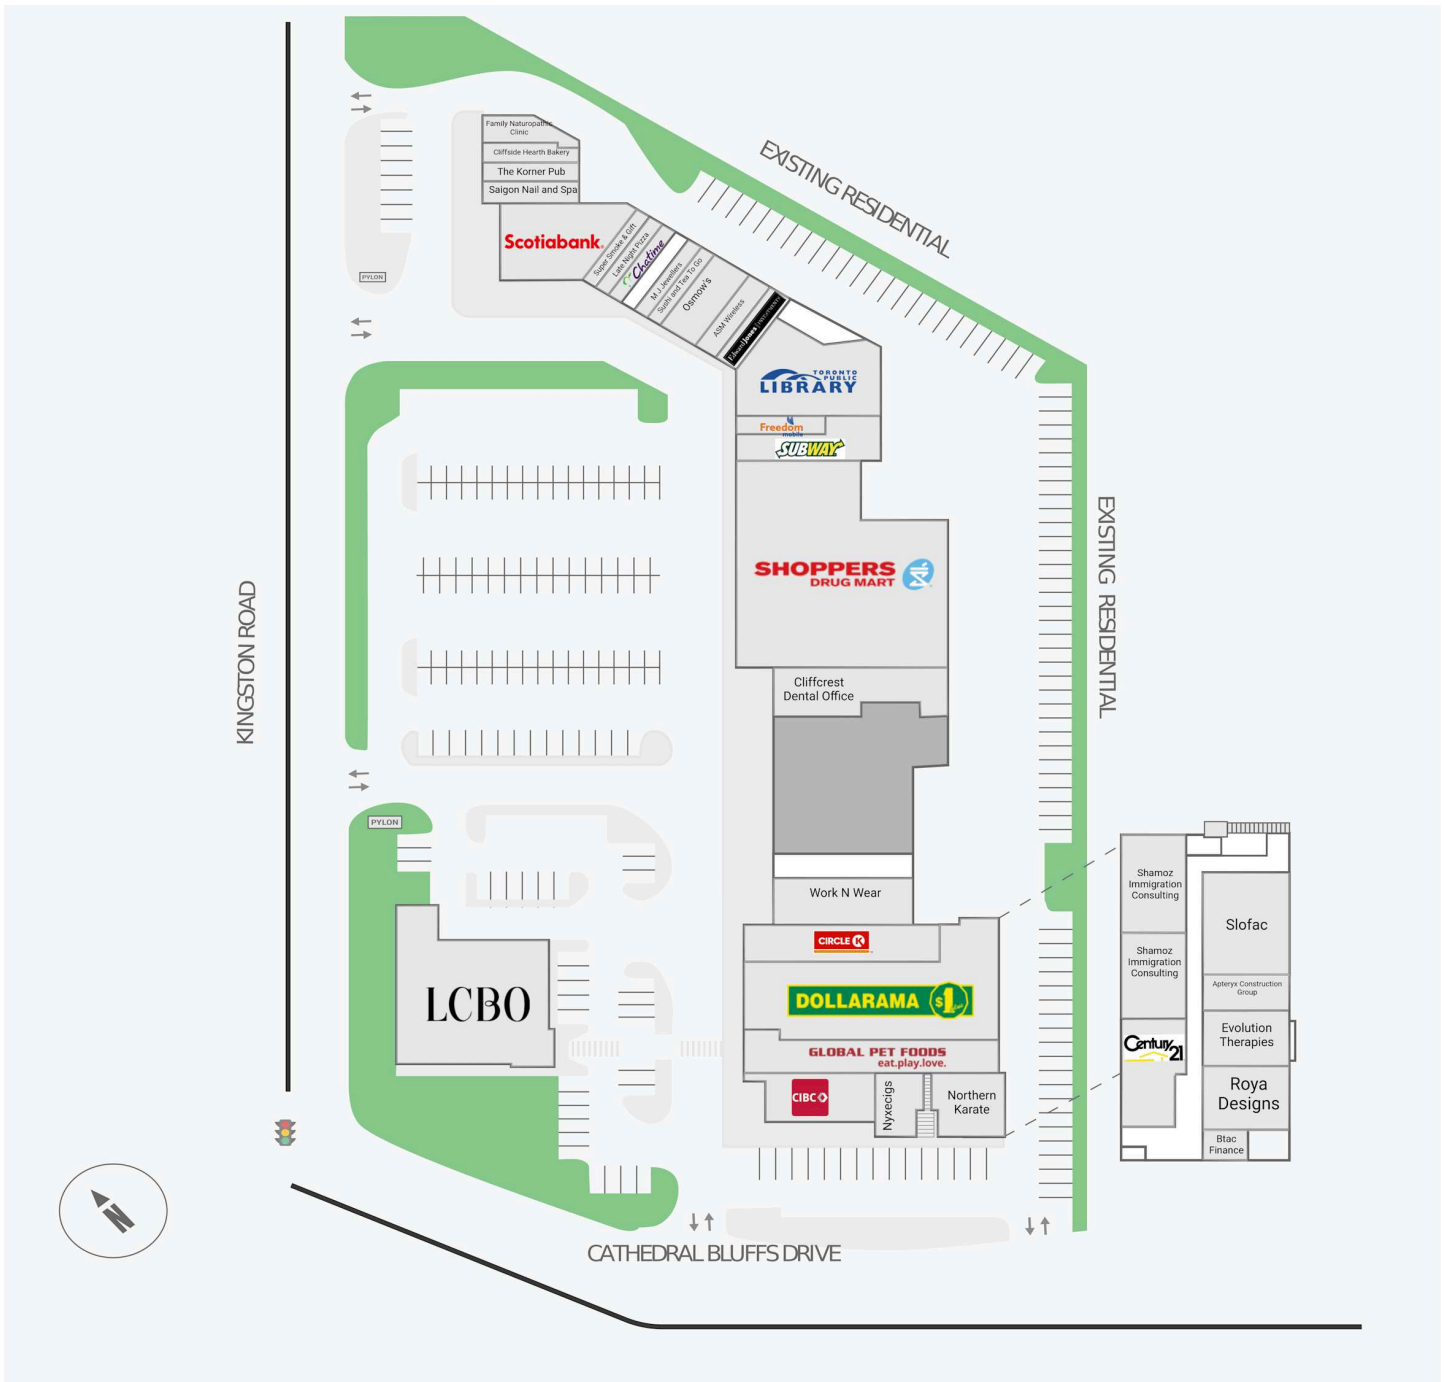 Family Naturopathic
Clinic
Cliffside Hearth Bakery
The Korner Pub
Saigon Nail and Spa
Scotiabank
Super Smoke & Gift
Late Night Pizza
Chatime
M J Jewellers
Sushi and Tea To Go
Osmow's
ASM Wireless
Edward Jones | INVESTMENTS
EXISTING RESIDENTIAL
PYLON
TORONTO
PUBLIC
LIBRARY
Freedom
mobile
SUBWAY
SHOPPERS
DRUG MART
EXISTING RESIDENTIAL
KINGSTON ROAD
Cliffcrest
Dental Office
PYLON
Work N Wear
CIRCLE K
LCBO
DOLLARAMA $1
GLOBAL PET FOODS
eat.play.love.
CIBC
Nyxecigs
Northern
Karate
Shamoz
Immigration
Consulting
Shamoz
Immigration
Consulting
Century 21
Slofac
Apteryx Construction
Group
Evolution
Therapies
Roya
Designs
Btac
Finance
N
CATHEDRAL BLUFFS DRIVE